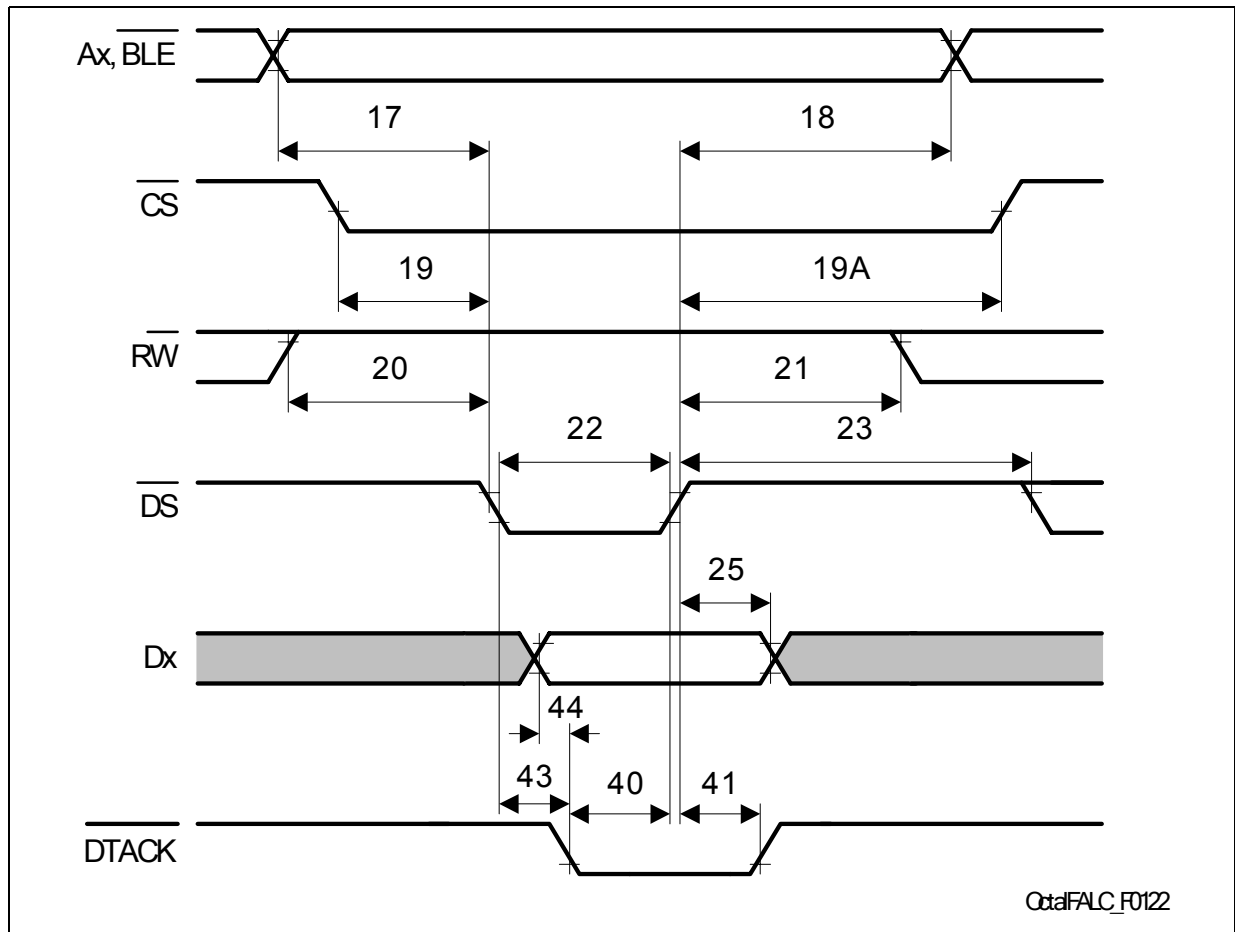 Ax, BLE
17
18
CS
19
19A
RW
20
21
22
23
DS
25
Dx
44
43
40
41
DTACK
OctalFALC_F0122